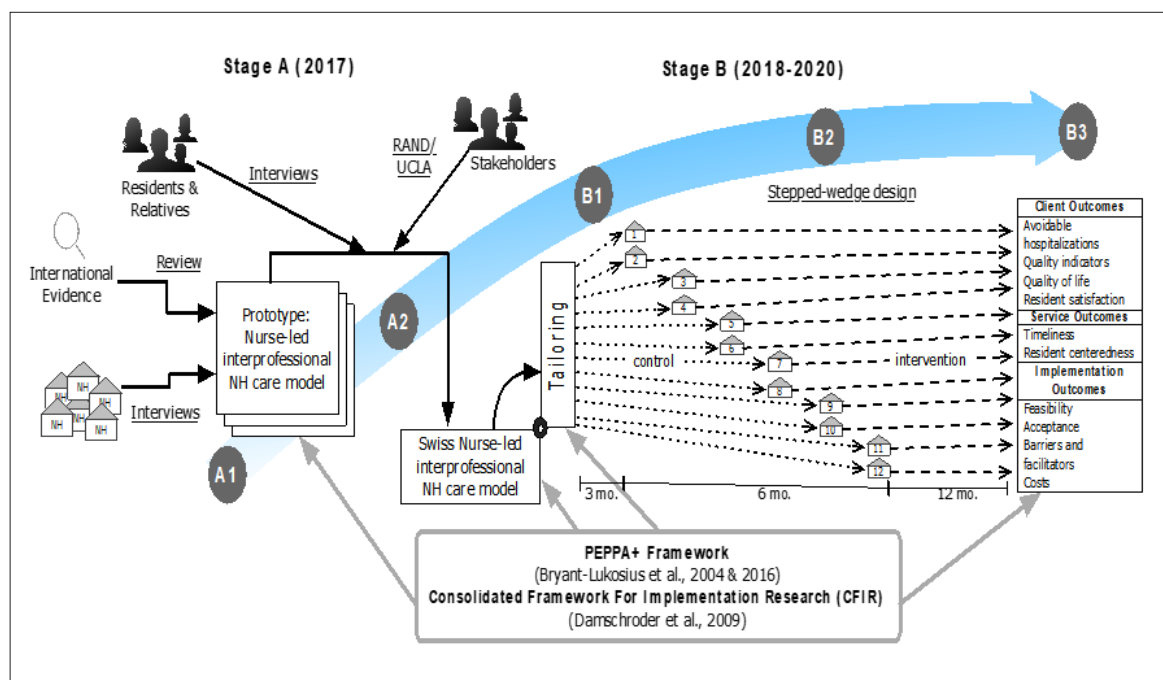 Stage A (2017)
Stage B (2018-2020)
Residents &
Relatives
Interviews
RAND/
UCLA
Stakeholders
B1
B2
B3
Stepped-wedge design
International
Evidence
Review
Prototype:
Nurse-led
interprofessional
NH care model
A2
NH
NH
NH
NH
NH
NH
Interviews
A1
Swiss Nurse-led
interprofessional
NH care model
Tailoring
1
2
3
4
5
6
control
7
intervention
8
9
10
11
12
3 mo.
6 mo.
12 mo.
Client Outcomes
Avoidable
hospitalizations
Quality indicators
Quality of life
Resident satisfaction
Service Outcomes
Timeliness
Resident centeredness
Implementation
Outcomes
Feasibility
Acceptance
Barriers and
facilitators
Costs
PEPPA+ Framework
(Bryant-Lukosius et al., 2004 & 2016)
Consolidated Framework For Implementation Research (CFIR)
(Damschroder et al., 2009)